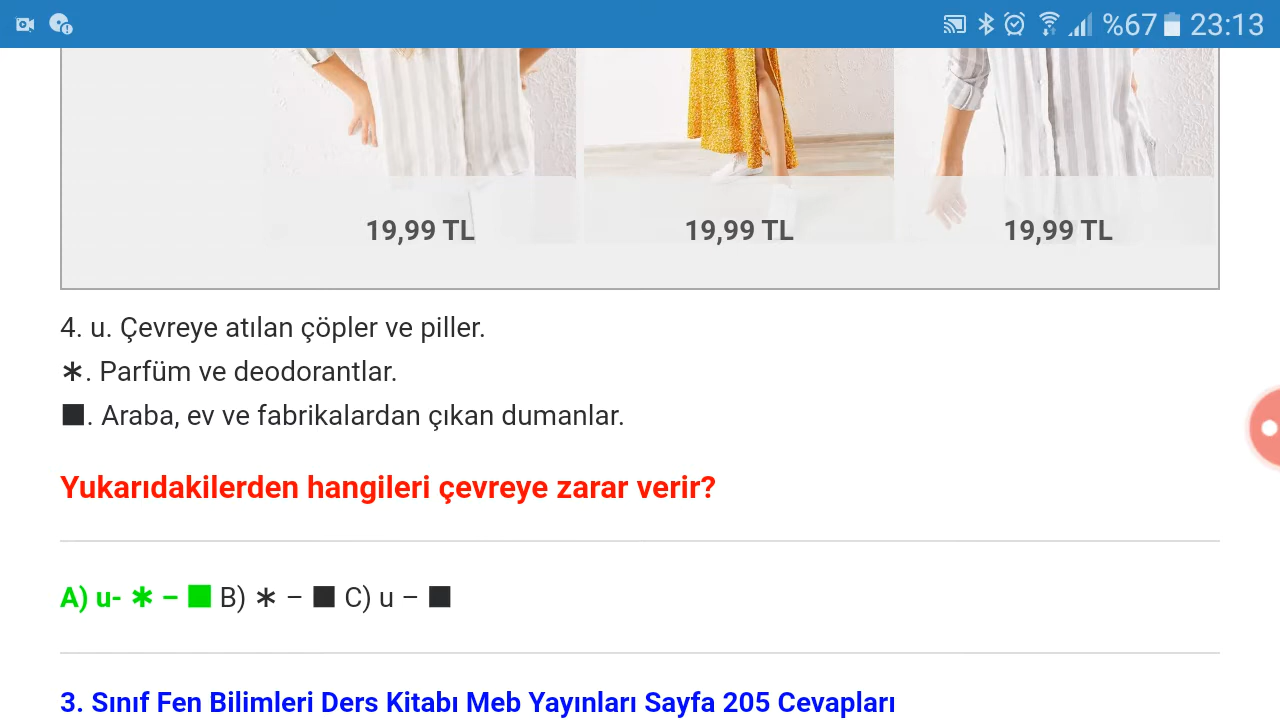 %67 23:13
19,99 TL 19,99 TL 19,99 TL
4. u. Çevreye atılan çöpler ve piller.
∗. Parfüm ve deodorantlar.
■. Araba, ev ve fabrikalardan çıkan dumanlar.
Yukarıdakilerden hangileri çevreye zarar verir?
A) u- ∗ – ■ B) ∗ – ■ C) u – ■
3. Sınıf Fen Bilimleri Ders Kitabı Meb Yayınları Sayfa 205 Cevapları